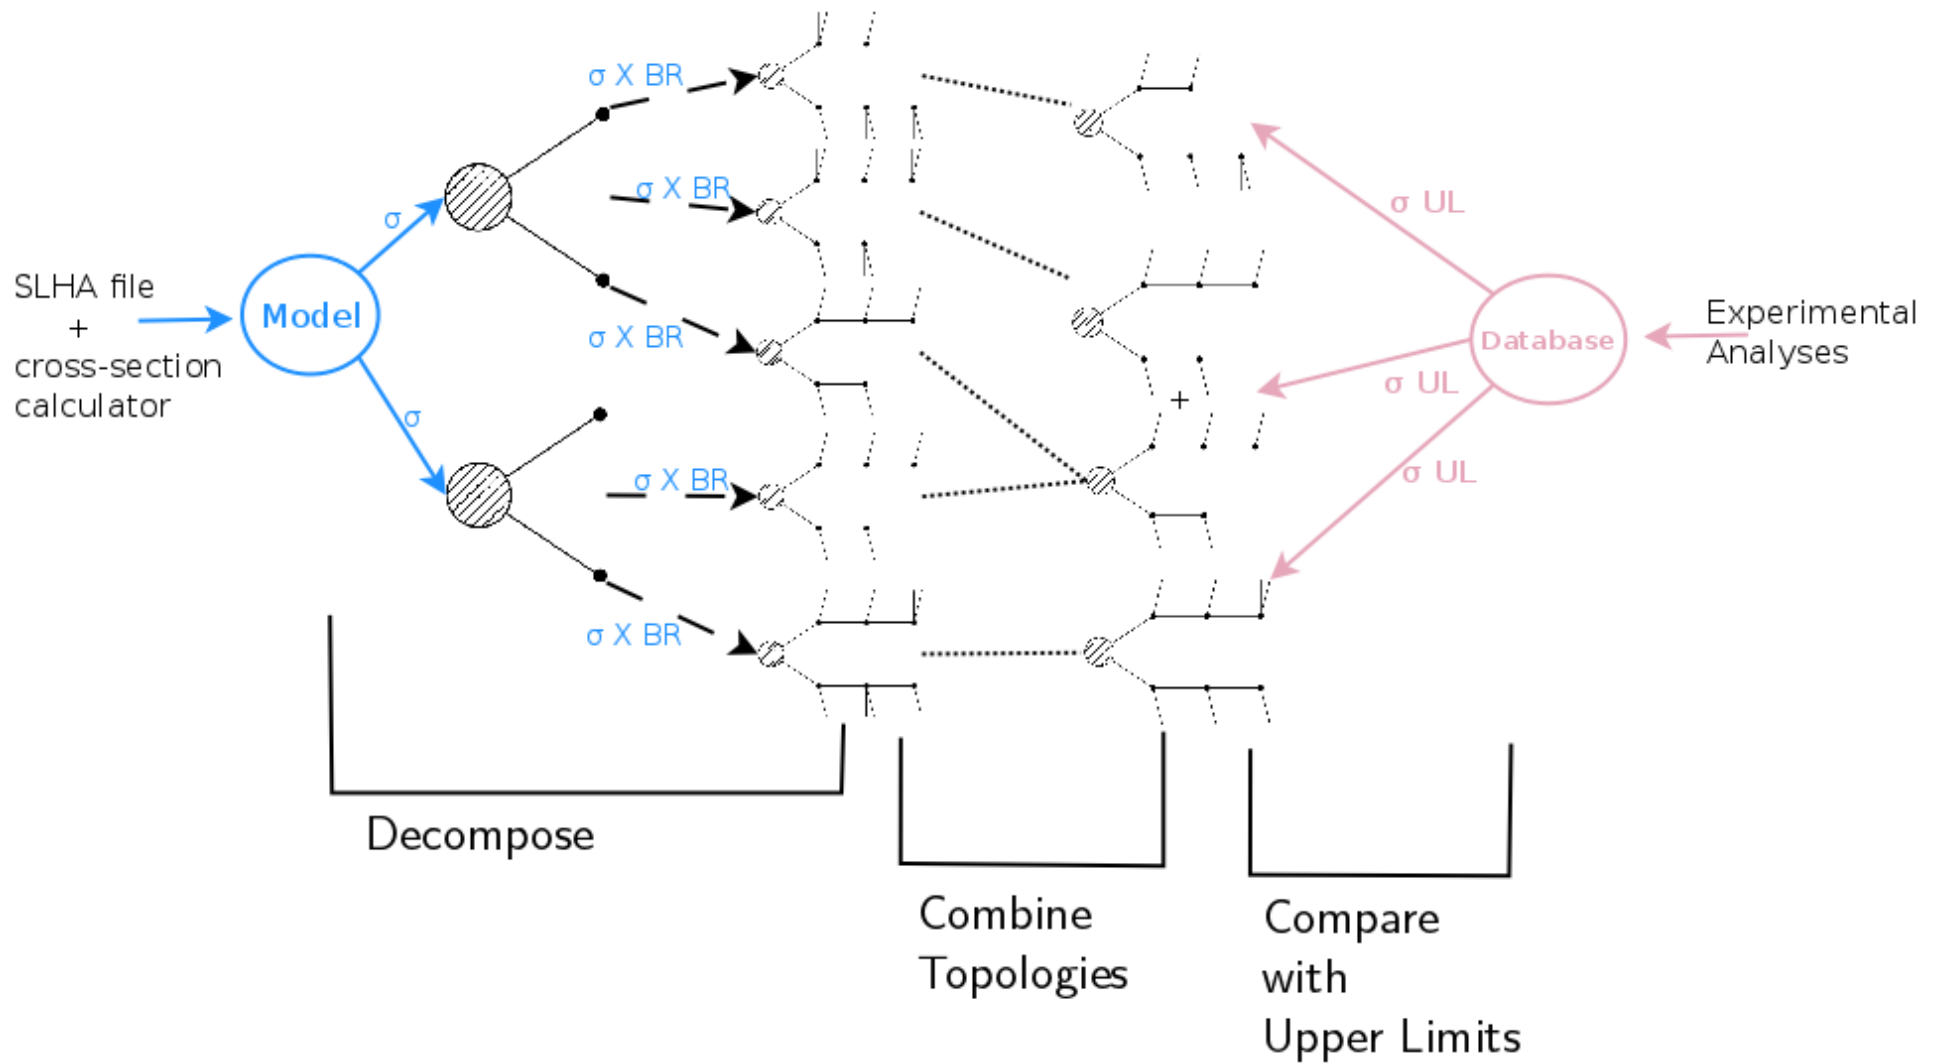 SLHA file
+
cross-section
calculator
Model
σ
σ
σ X BR
σ X BR
σ X BR
σ X BR
σ X BR
+
σ UL
σ UL
σ UL
Database
Experimental
Analyses
Decompose
Combine
Topologies
Compare
with
Upper Limits